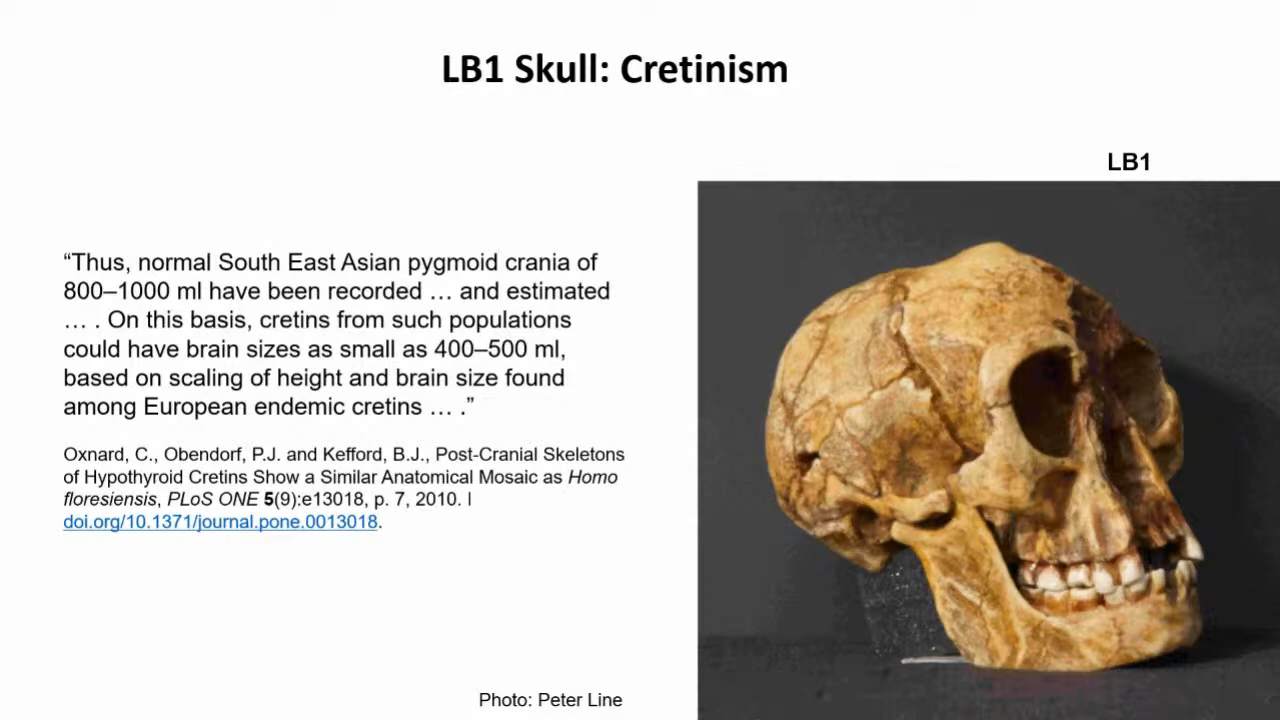 LB1 Skull: Cretinism
LB1
“Thus, normal South East Asian pygmoid crania of
800–1000 ml have been recorded … and estimated
… . On this basis, cretins from such populations
could have brain sizes as small as 400–500 ml,
based on scaling of height and brain size found
among European endemic cretins … .”
Oxnard, C., Obendorf, P.J. and Kefford, B.J., Post-Cranial Skeletons
of Hypothyroid Cretins Show a Similar Anatomical Mosaic as Homo
floresiensis, PLoS ONE 5(9):e13018, p. 7, 2010. |
doi.org/10.1371/journal.pone.0013018.
Photo: Peter Line